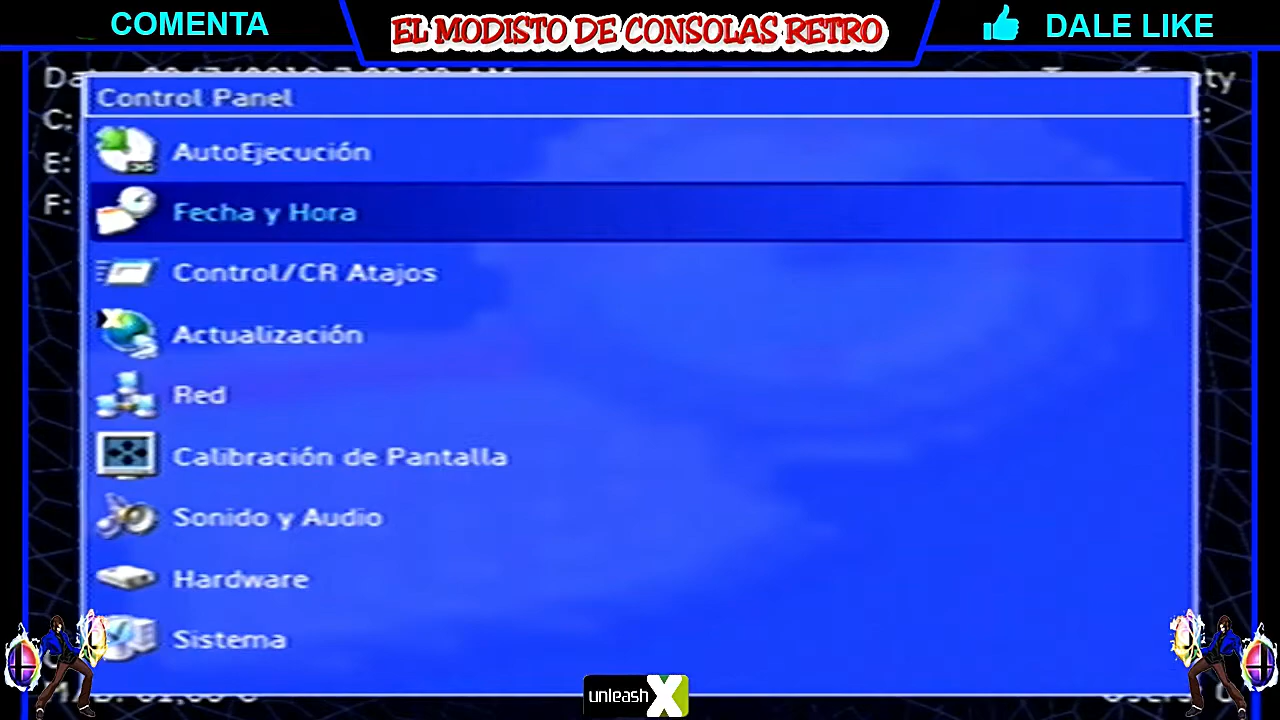 COMENTA
EL MODISTO DE CONSOLAS RETRO
DALE LIKE
Control Panel
C:
E:
F:
AutoEjecución
Fecha y Hora
Control/CR Atajos
Actualización
Red
Calibración de Pantalla
Sonido y Audio
Hardware
Sistema
unleashX